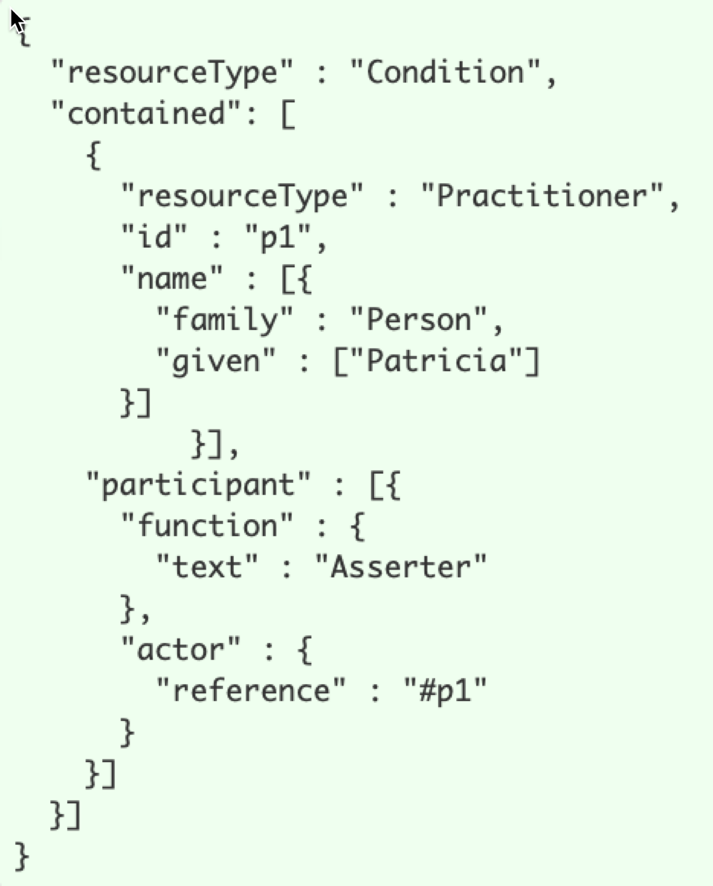 {
  "resourceType" : "Condition",
  "contained": [
    {
      "resourceType" : "Practitioner",
      "id" : "p1",
      "name" : [{
        "family" : "Person",
        "given" : ["Patricia"]
      }]
          }],
    "participant" : [{
      "function" : {
        "text" : "Asserter"
      },
      "actor" : {
        "reference" : "#p1"
      }
    }]
  }]
}